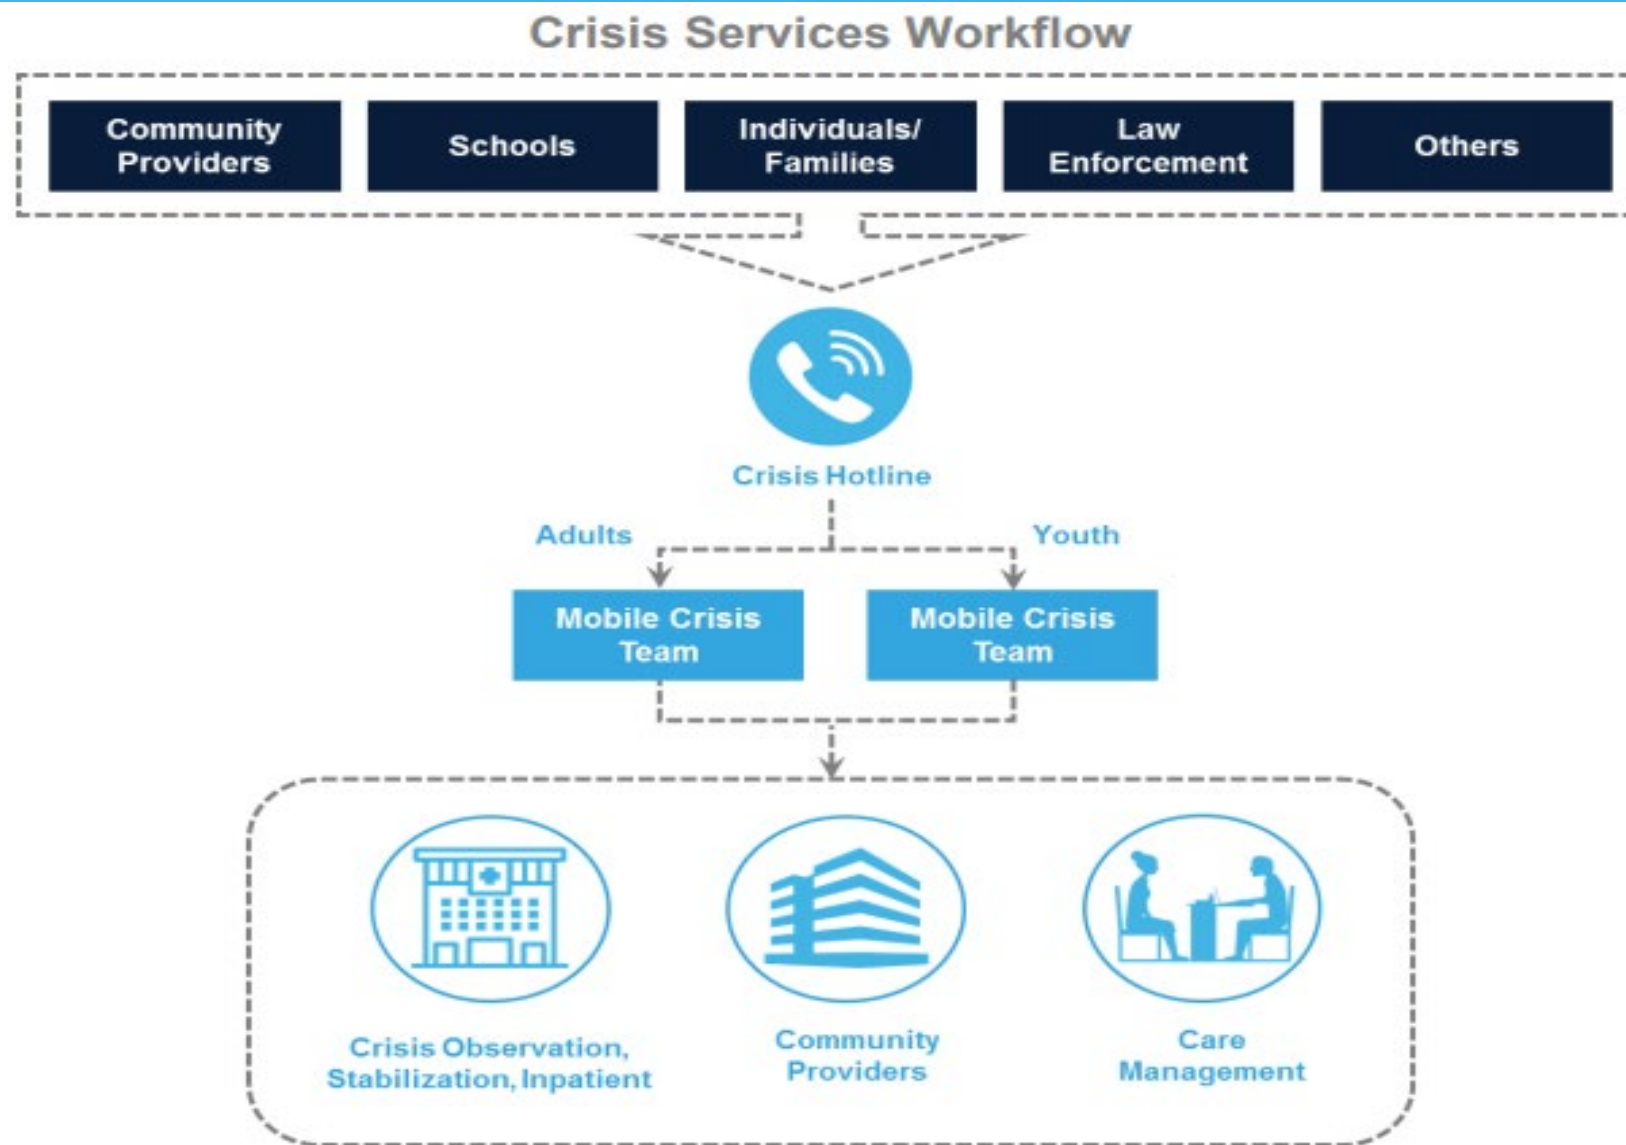 Crisis Services Workflow
Community
Providers
Schools
Individuals/
Families
Law
Enforcement
Others
Crisis Hotline
Adults
Youth
Mobile Crisis
Team
Mobile Crisis
Team
Crisis Observation,
Stabilization, Inpatient
Community
Providers
Care
Management